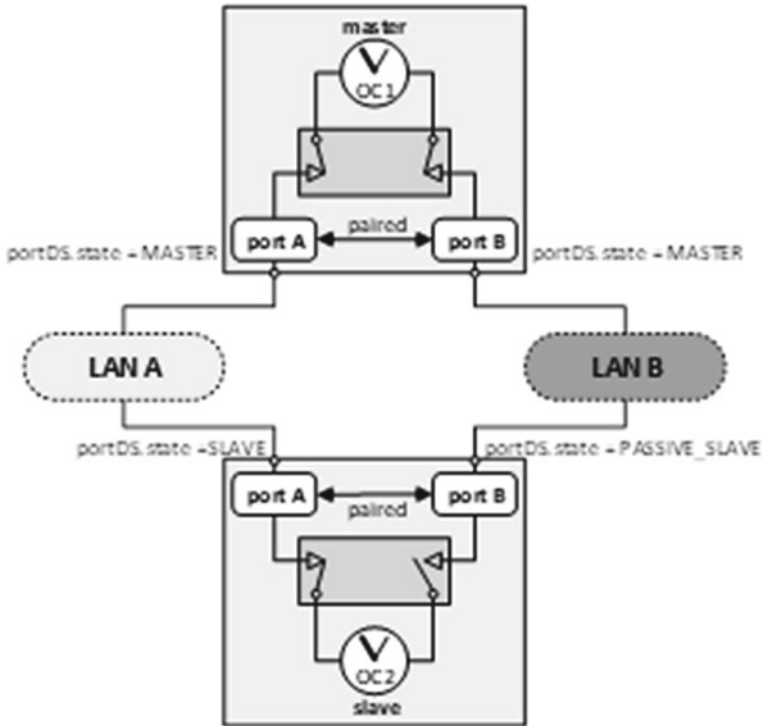 master
OC1
paired
port A
port B
portDS.state = MASTER
portDS.state = MASTER
LAN A
LAN B
portDS.state =SLAVE
portDS.state = PASSIVE_SLAVE
port A
port B
paired
OC2
slave